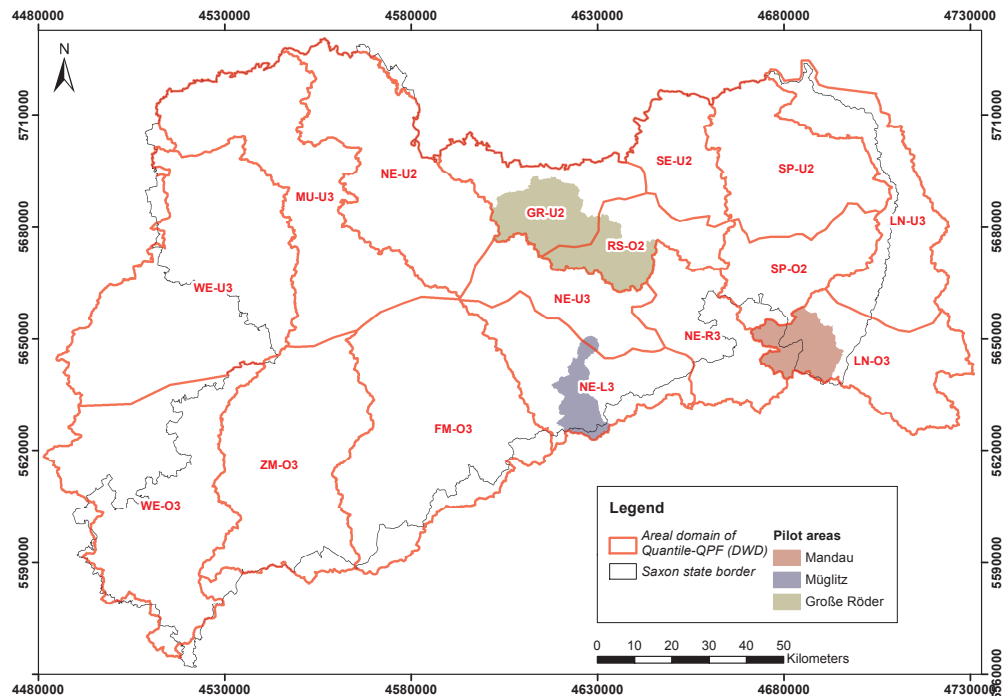 4480000 4530000 4580000 4630000 4680000 4730000
N
5710000 5710000
5680000 5680000
5650000 5650000
5620000 5620000
5590000 5590000
NE-U2
MU-U3
SE-U2
SP-U2
GR-U2
LN-U3
RS-O2
SP-O2
WE-U3
NE-U3
NE-R3
LN-O3
NE-L3
FM-O3
ZM-O3
WE-O3
Legend
Areal domain of
Quantile-QPF (DWD)
Saxon state border
Pilot areas
Mandau
Müglitz
Große Röder
0 10 20 30 40 50
Kilometers
4480000 4530000 4580000 4630000 4680000 4730000